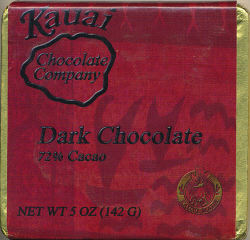 Kauai
Chocolate
Company
Dark Chocolate
72% Cacao
NET WT 5 OZ (142 G)